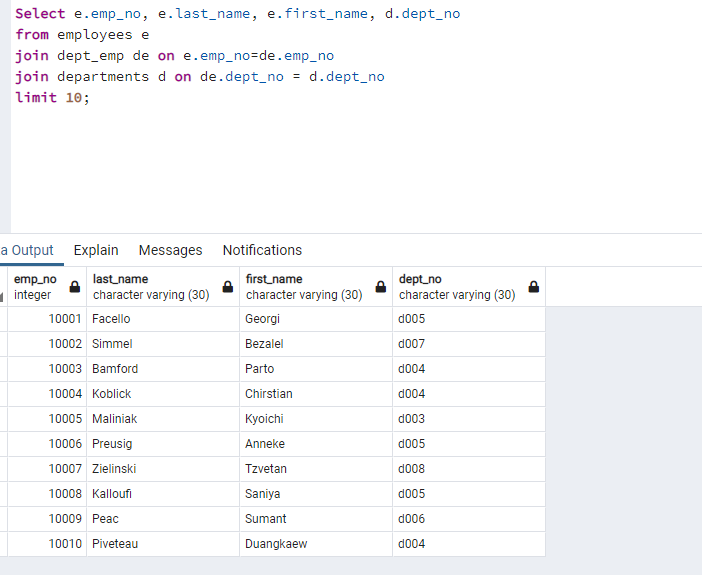 Select e.emp_no, e.last_name, e.first_name, d.dept_no
from employees e
join dept_emp de on e.emp_no=de.emp_no
join departments d on de.dept_no = d.dept_no
limit 10;
a Output Explain Messages Notifications
emp_no last_name first_name dept_no
integer character varying (30) character varying (30) character varying (30)
10001 Facello Georgi d005
10002 Simmel Bezalel d007
10003 Bamford Parto d004
10004 Koblick Chirstian d004
10005 Maliniak Kyoichi d003
10006 Preusig Anneke d005
10007 Zielinski Tzvetan d008
10008 Kalloufi Saniya d005
10009 Peac Sumant d006
10010 Piveteau Duangkaew d004